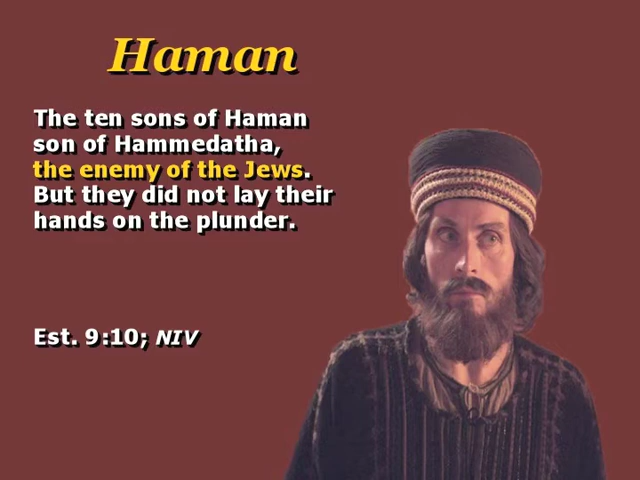 Haman
The ten sons of Haman
son of Hammedatha,
the enemy of the Jews.
But they did not lay their
hands on the plunder.
Est. 9:10; NIV